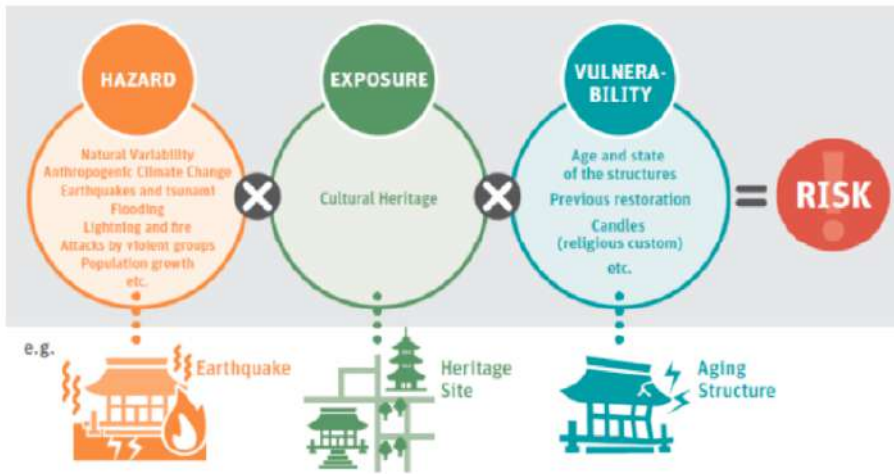 HAZARD
Natural Variability
Anthropogenic Climate Change
Earthquakes and tsunami
Flooding
Lightning and fire
Attacks by violent groups
Population growth
etc.
×
EXPOSURE
Cultural Heritage
×
VULNERA-
BILITY
Age and state
of the structures
Previous restoration
Candles
(religious custom)
etc.
=
!
RISK
e.g.
Earthquake
Heritage
Site
Aging
Structure